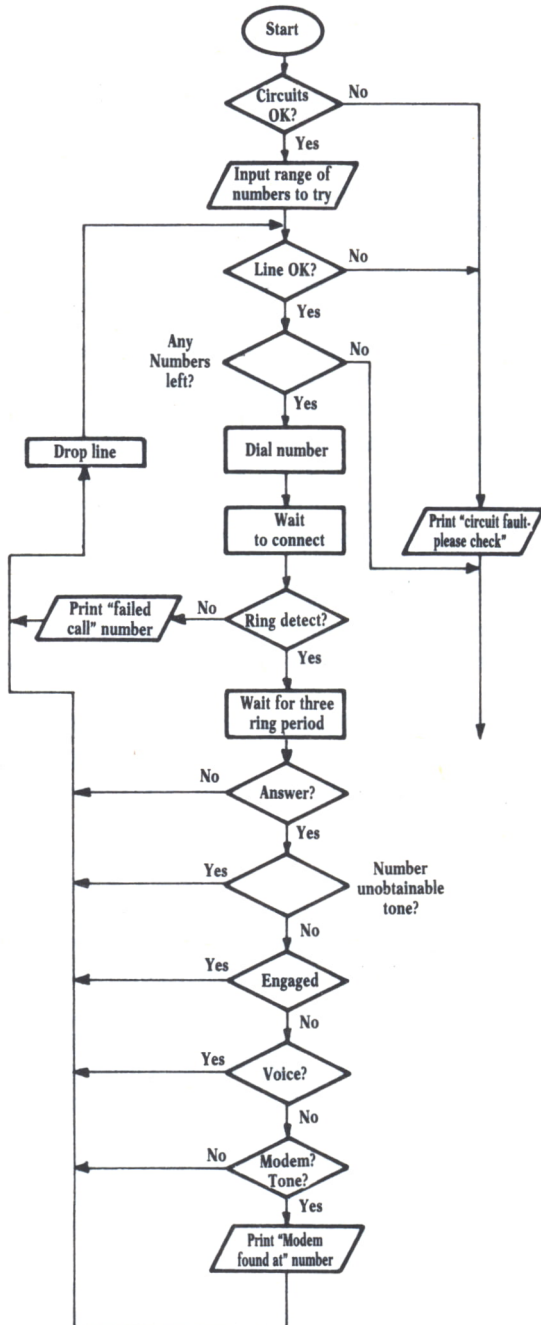 Start
Circuits
OK?
No
Yes
Input range of
numbers to try
Line OK?
No
Yes
Any
Numbers
left?
No
Yes
Drop line
Dial number
Wait
to connect
Print "circuit fault-
please check"
Print "failed
call" number
No
Ring detect?
Yes
Wait for three
ring period
No
Answer?
Yes
Yes
Number
unobtainable
tone?
No
Yes
Engaged
No
Yes
Voice?
No
No
Modem?
Tone?
Yes
Print "Modem
found at" number